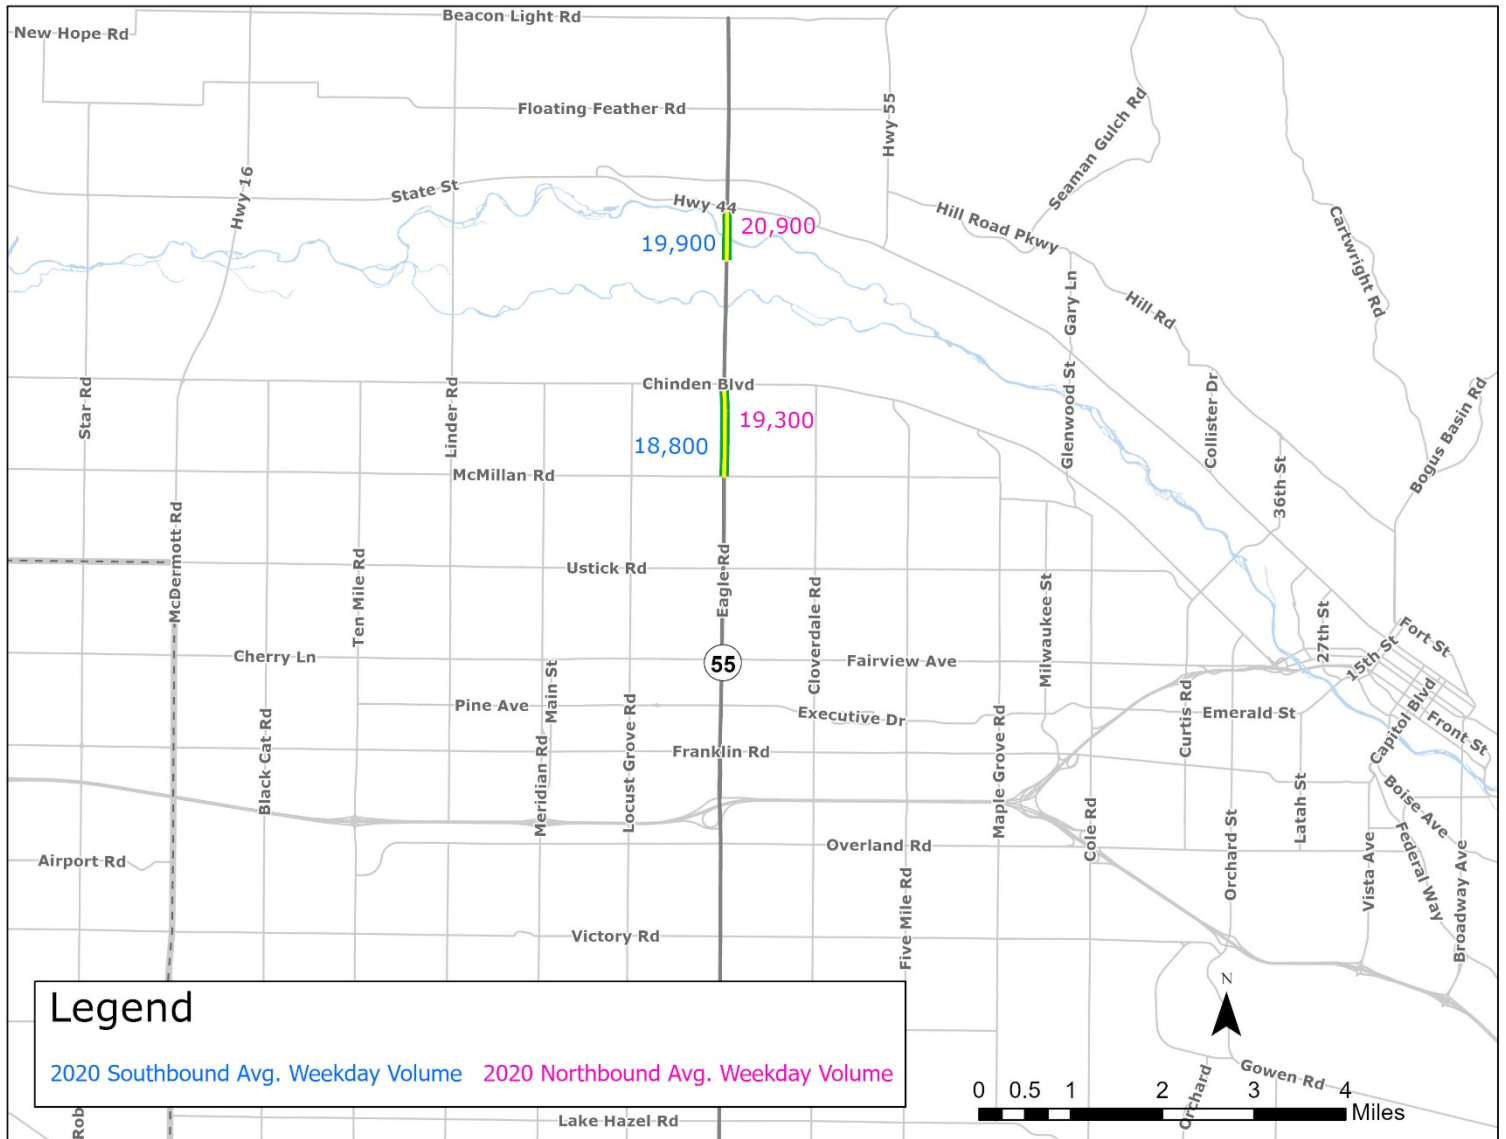 Beacon Light Rd
New Hope Rd
Floating Feather Rd
Hwy 55
Seaman Gulch Rd
Hwy 16
State St
Hwy 44
20,900
19,900
Hill Road Pkwy
Cartwright Rd
Gary Ln
Hill Rd
Star Rd
Linder Rd
Chinden Blvd
Glenwood St
Collister Dr
Bogus Basin Rd
19,300
18,800
McMillan Rd
36th St
McDermott Rd
Ten Mile Rd
Ustick Rd
Eagle Rd
Cloverdale Rd
Milwaukee St
27th St
Fort St
15th St
Cherry Ln
55
Fairview Ave
Main St
Pine Ave
Executive Dr
Curtis Rd
Emerald St
Capitol Blvd
Front St
Black Cat Rd
Meridian Rd
Locust Grove Rd
Franklin Rd
Maple Grove Rd
Cole Rd
Latah St
Boise Ave
Airport Rd
Overland Rd
Orchard St
Vista Ave
Federal Way
Broadway Ave
Five Mile Rd
Victory Rd
N
Legend
2020 Southbound Avg. Weekday Volume 2020 Northbound Avg. Weekday Volume
Gowen Rd
Orchard
0 0.5 1 2 3 4
Miles
Rob
Lake Hazel Rd